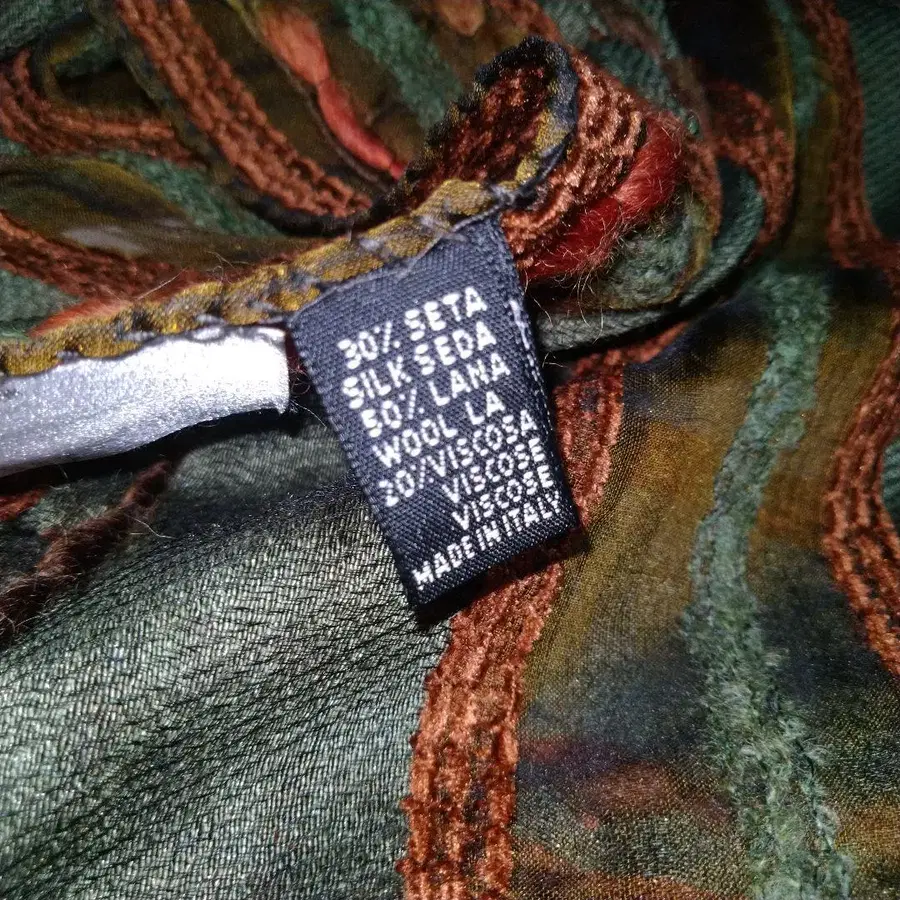 30% SETA
SILK SEDA
50% LANA
WOOL LA
20%VISCOSA
VISCOSE
VISCOSE
MADE IN ITALY